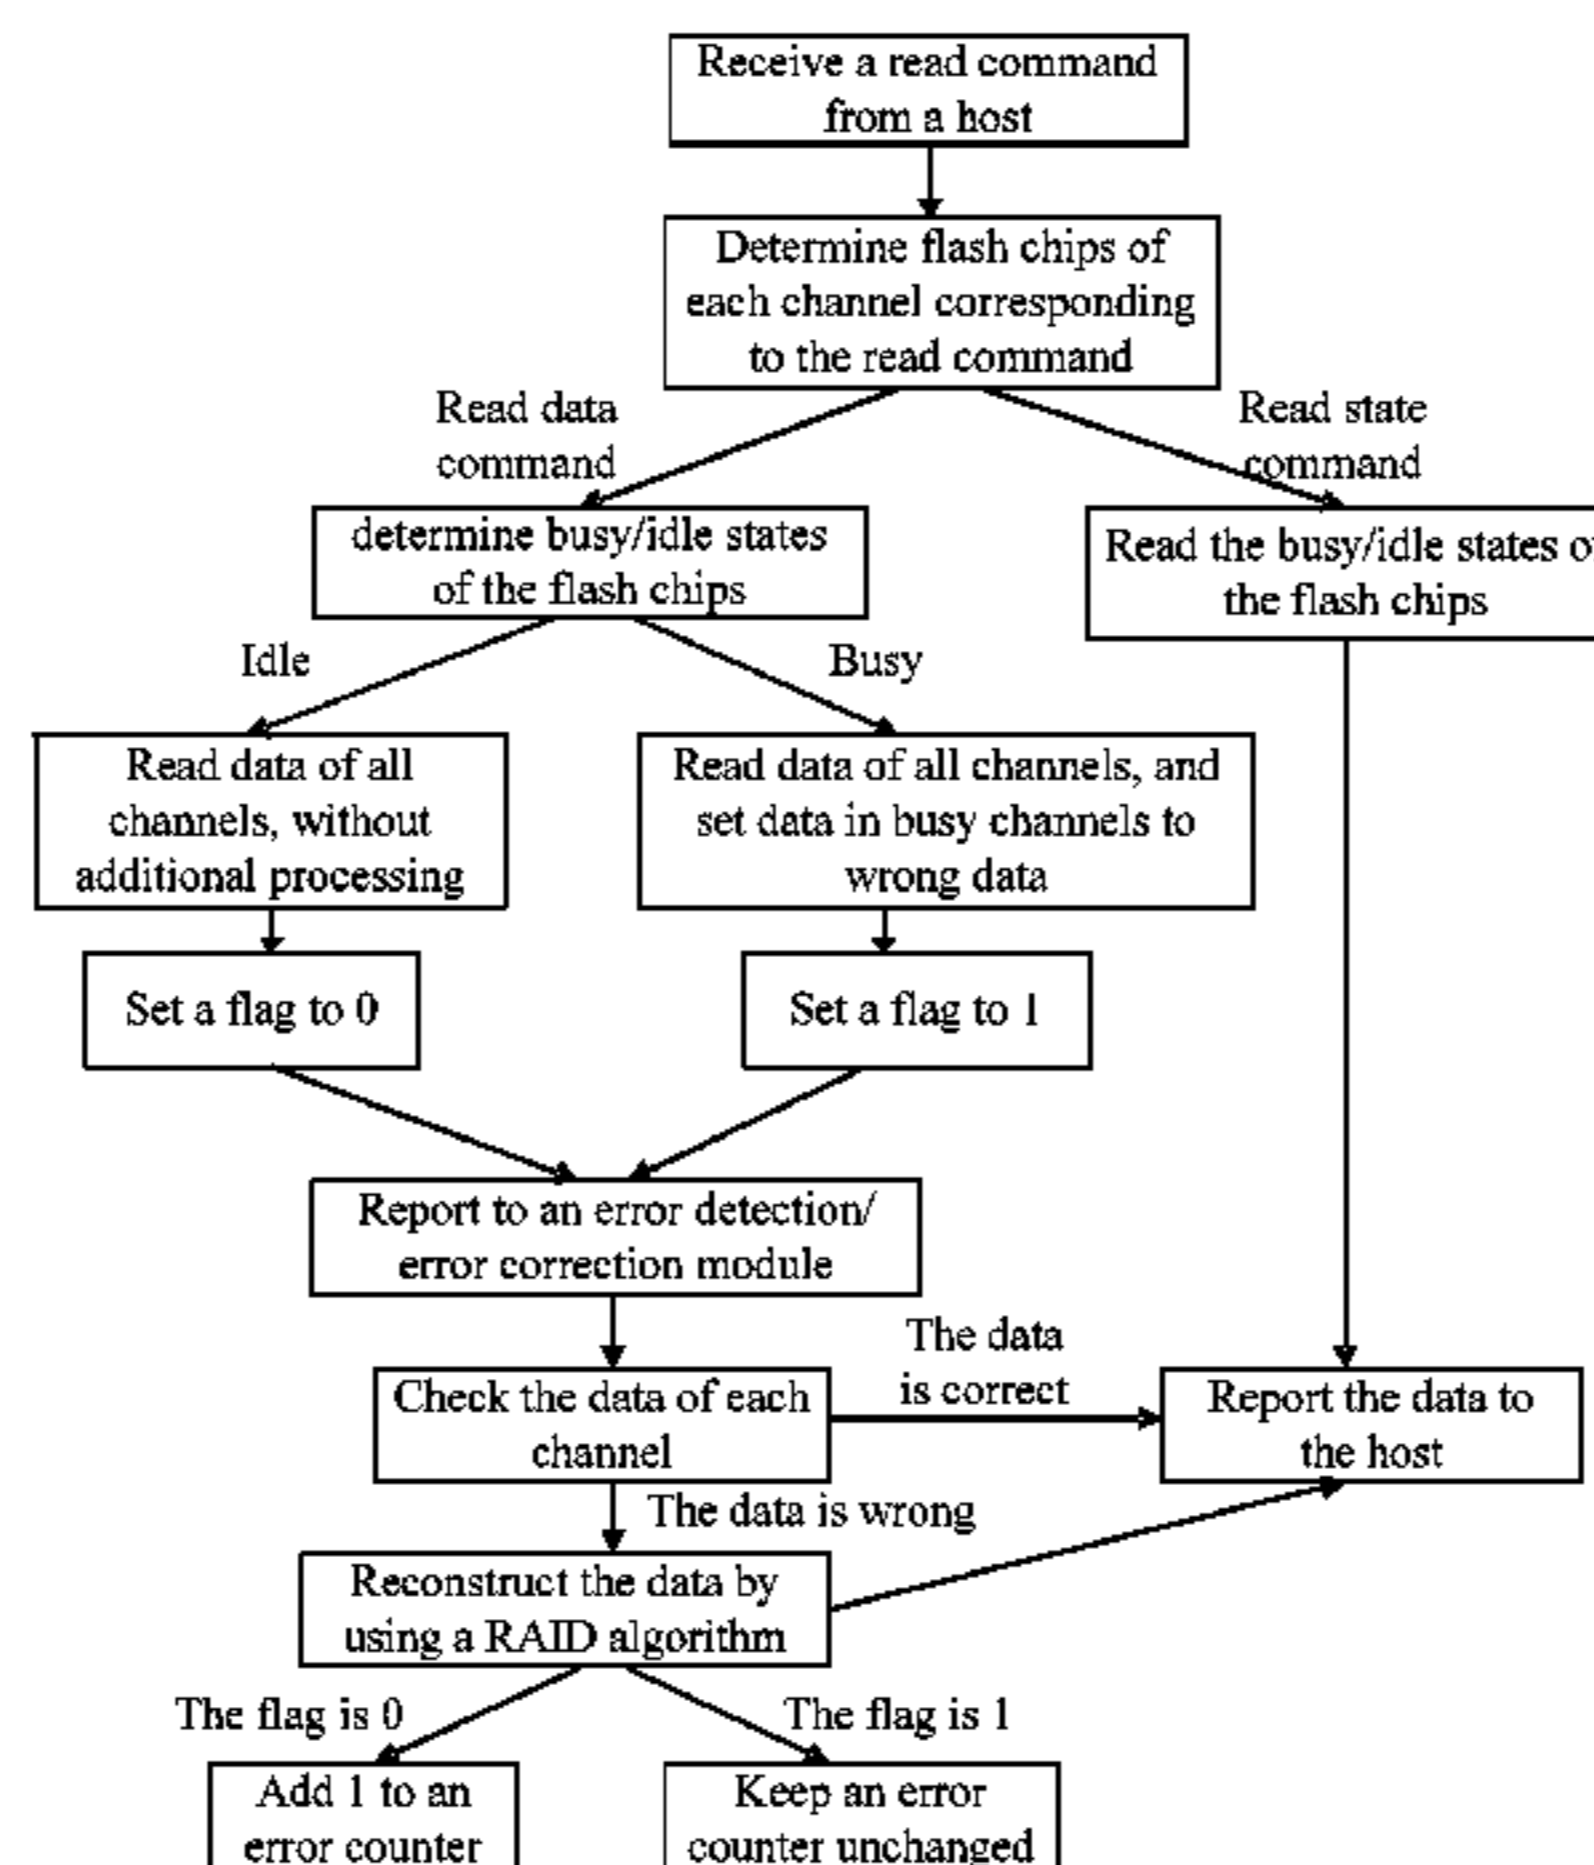 Receive a read command
from a host
Determine flash chips of
each channel corresponding
to the read command
Read data
command
Read state
command
determine busy/idle states
of the flash chips
Read the busy/idle states
the flash chips
Idle
Busy
Read data of all
channels, without
additional processing
Read data of all channels, and
set data in busy channels to
wrong data
Set a flag to 0
Set a flag to 1
Report to an error detection/
error correction module
The data
is correct
Check the data of each
channel
Report the data to
the host
The data is wrong
Reconstruct the data by
using a RAID algorithm
The flag is 0
The flag is 1
Add 1 to an
error counter
Keep an error
counter unchanged